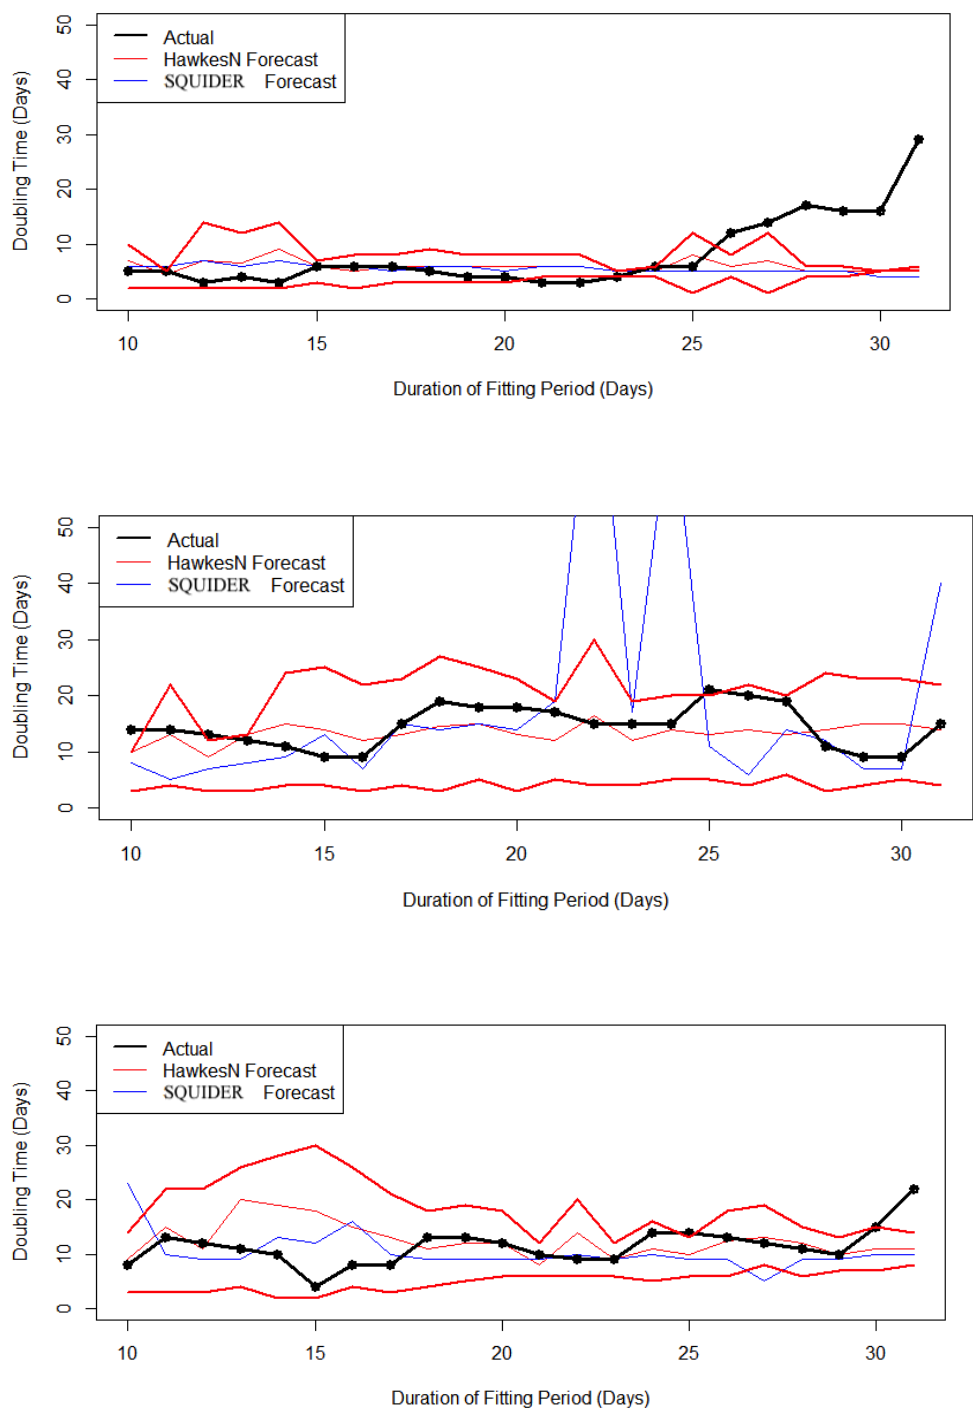 50
40
30
20
10
0
Doubling Time (Days)
Actual
HawkesN Forecast
SQUIDER Forecast
10 15 20 25 30
Duration of Fitting Period (Days)
50
40
30
20
10
0
Doubling Time (Days)
Actual
HawkesN Forecast
SQUIDER Forecast
10 15 20 25 30
Duration of Fitting Period (Days)
50
40
30
20
10
0
Doubling Time (Days)
Actual
HawkesN Forecast
SQUIDER Forecast
10 15 20 25 30
Duration of Fitting Period (Days)